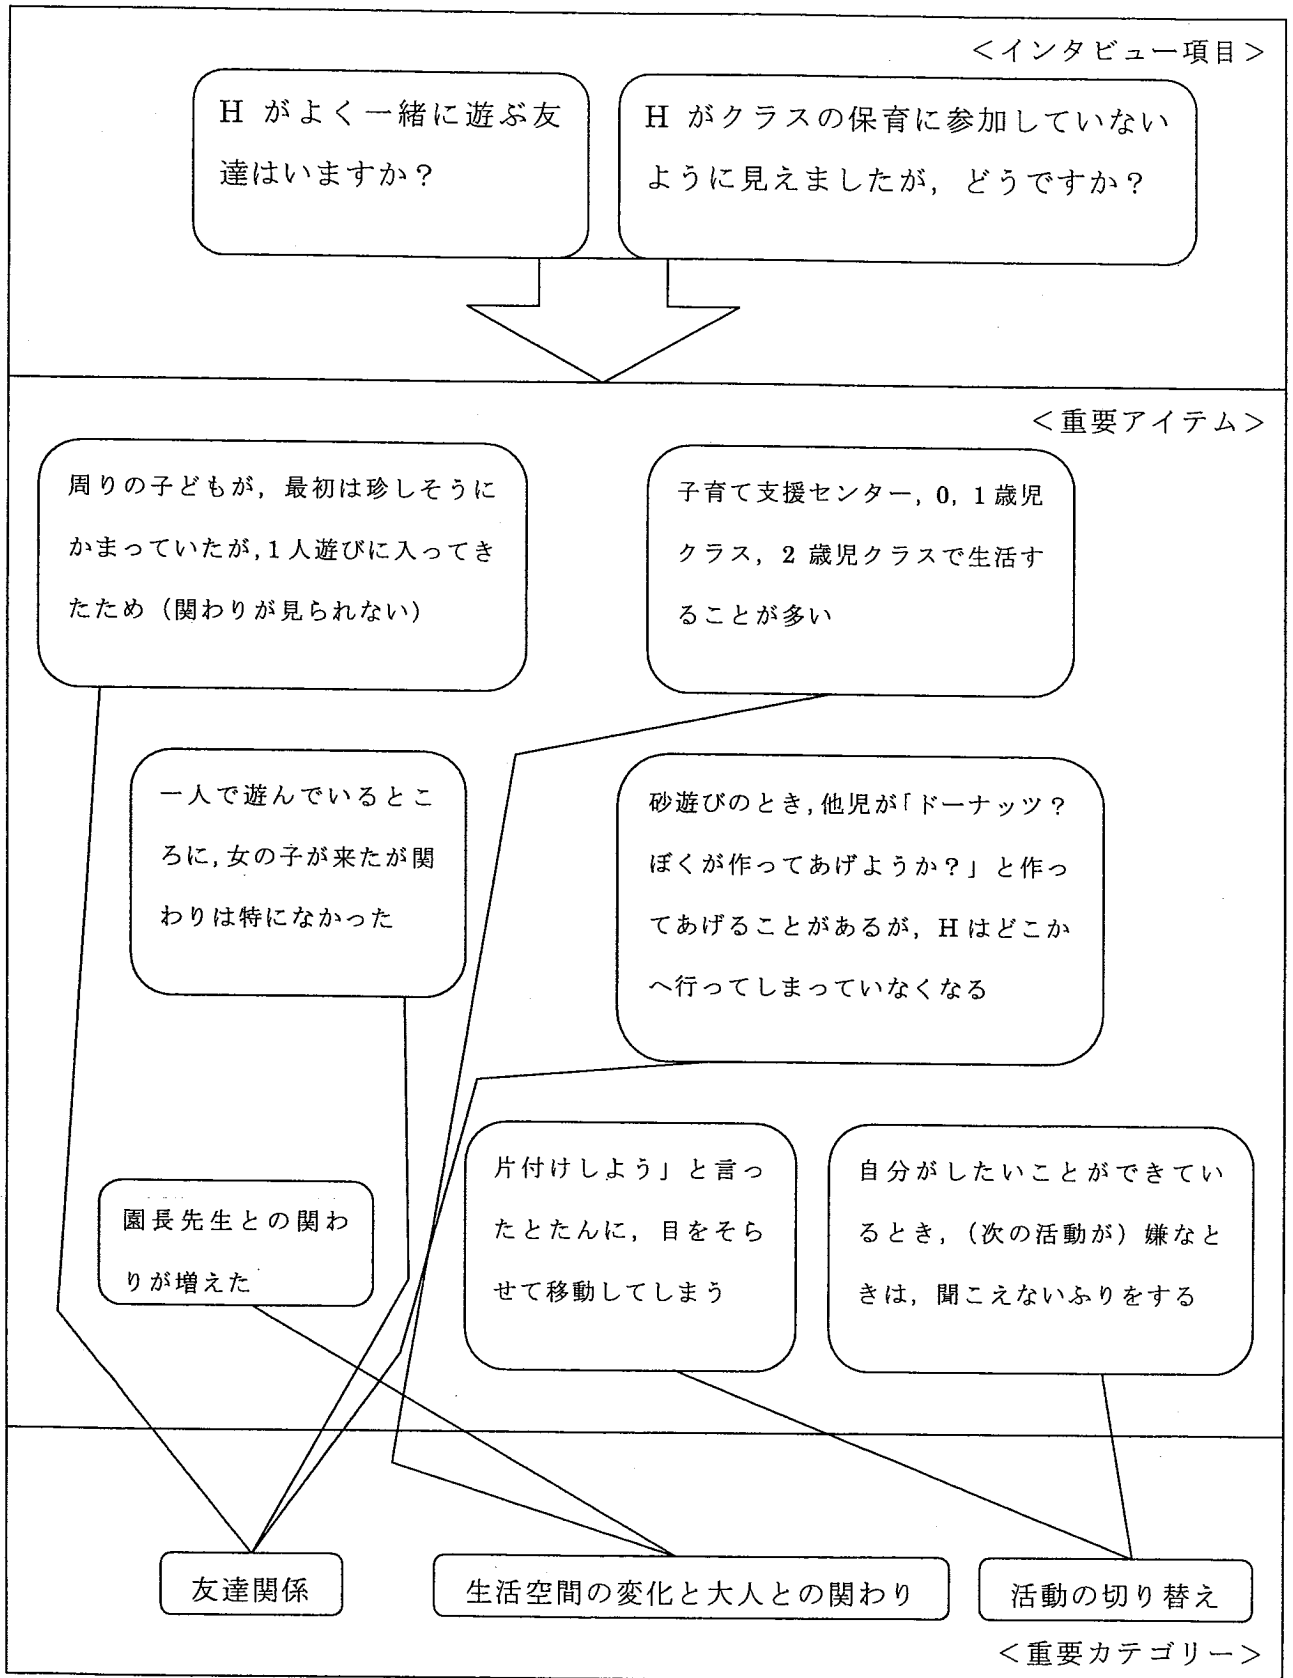 ＜インタビュー項目＞
H がよく一緒に遊ぶ友
達はいますか？
H がクラスの保育に参加していない
ように見えましたが，どうですか？
＜重要アイテム＞
周りの子どもが，最初は珍しそうに
かまっていたが，1 人遊びに入ってき
たため（関わりが見られない）
子育て支援センター，0，1 歳児
クラス，2 歳児クラスで生活す
ることが多い
一人で遊んでいるとこ
ろに，女の子が来たが関
わりは特になかった
砂遊びのとき，他児が「ドーナッツ？
ぼくが作ってあげようか？」と作っ
てあげることがあるが，H はどこか
へ行ってしまっていなくなる
園長先生との関わ
りが増えた
片付けしよう」と言っ
たとたんに，目をそら
せて移動してしまう
自分がしたいことができてい
るとき，（次の活動が）嫌なと
きは，聞こえないふりをする
友達関係
生活空間の変化と大人との関わり
活動の切り替え
＜重要カテゴリー＞